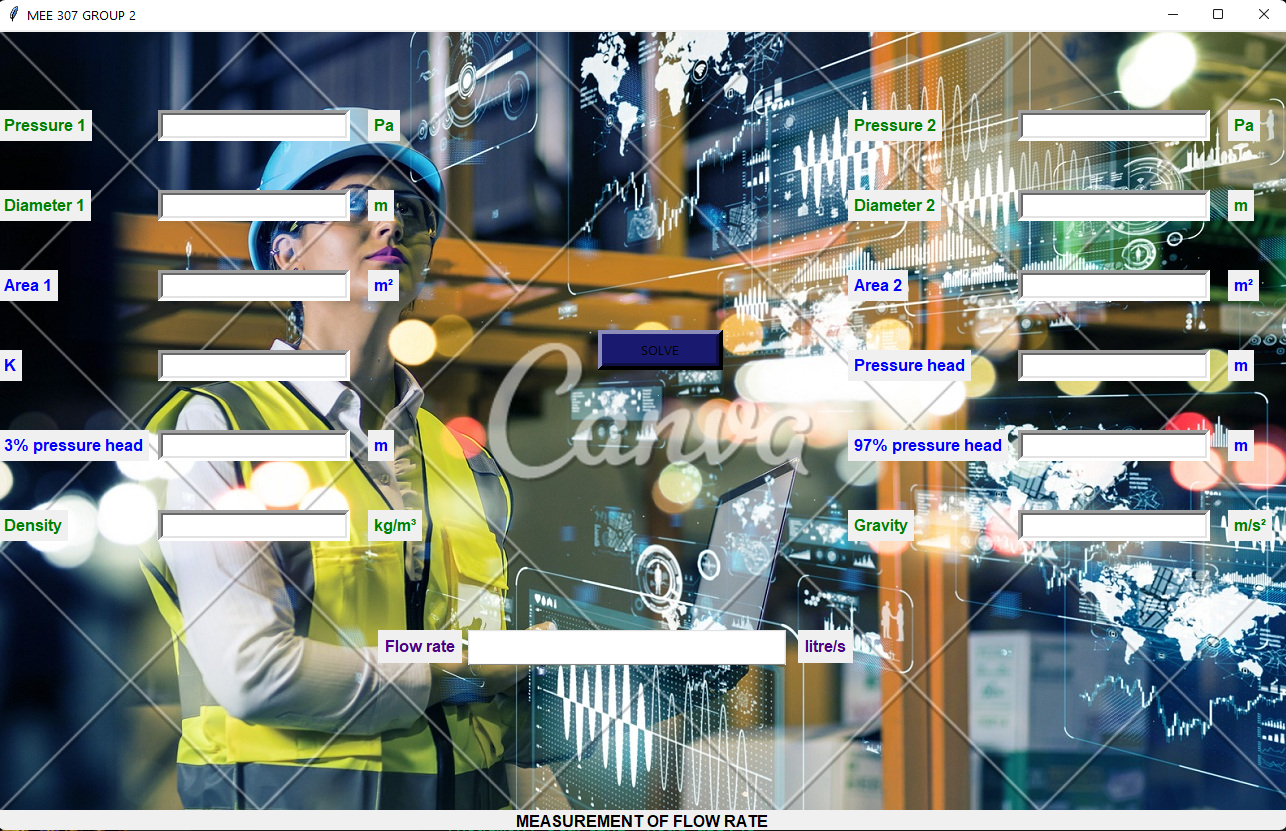 MEE 307 GROUP 2
Pressure 1 Pa Pressure 2 Pa
Diameter 1 m Diameter 2 m
Area 1 m² Area 2 m²
SOLVE
K Pressure head m
Canva
3% pressure head m 97% pressure head m
Density kg/m³ Gravity m/s²
Flow rate litre/s
MEASUREMENT OF FLOW RATE